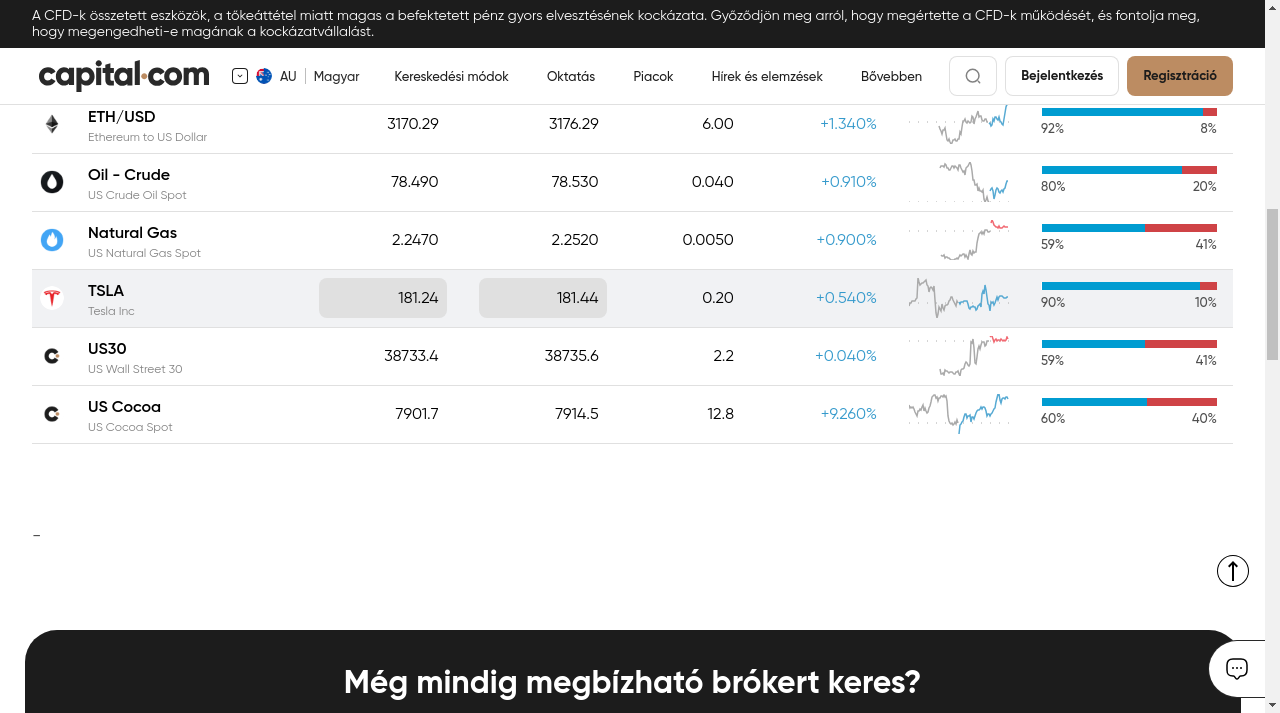 A CFD-k összetett eszközök, a tőkeáttétel miatt magas a befektetett pénz gyors elvesztésének kockázata. Győződjön meg arról, hogy megértette a CFD-k működését, és fontolja meg,
hogy megengedheti-e magának a kockázatvállalást.
capital.com AU Magyar Kereskedési módok Oktatás Piacok Hírek és elemzések Bővebben Bejelentkezés Regisztráció
ETH/USD 3170.29 3176.29 6.00 +1.340%
Ethereum to US Dollar 92% 8%
Oil - Crude 78.490 78.530 0.040 +0.910%
US Crude Oil Spot 80% 20%
Natural Gas 2.2470 2.2520 0.0050 +0.900%
US Natural Gas Spot 59% 41%
TSLA 181.24 181.44 0.20 +0.540%
Tesla Inc 90% 10%
US30 38733.4 38735.6 2.2 +0.040%
US Wall Street 30 59% 41%
US Cocoa 7901.7 7914.5 12.8 +9.260%
US Cocoa Spot 60% 40%
–
Még mindig megbízható brókert keres?